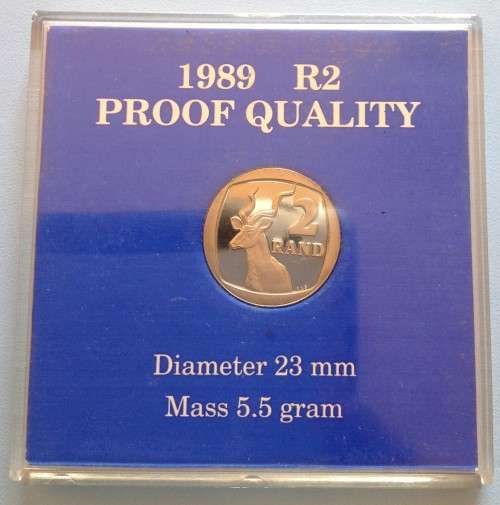 1989 R2
PROOF QUALITY
2
RAND
Diameter 23 mm
Mass 5.5 gram